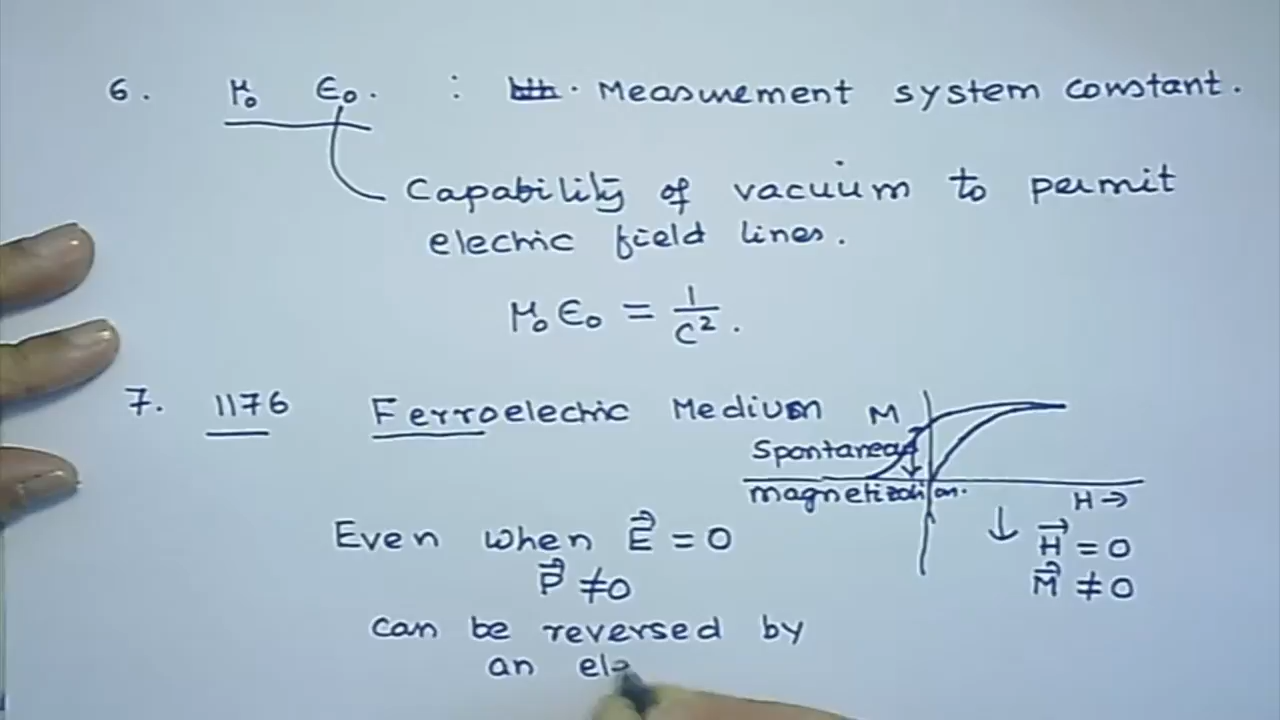 6. μ₀ ϵ₀. : Measurement system constant.
Capability of vacuum to permit
electric field lines.
μ₀ϵ₀ = 1/c².
7. 1176 Ferroelectric Medium M
Spontaneous
magnetization.
H→
Even when E⃗ = 0
↓ H⃗ = 0
P⃗ ≠0
M⃗ ≠ 0
can be reversed by
an ele